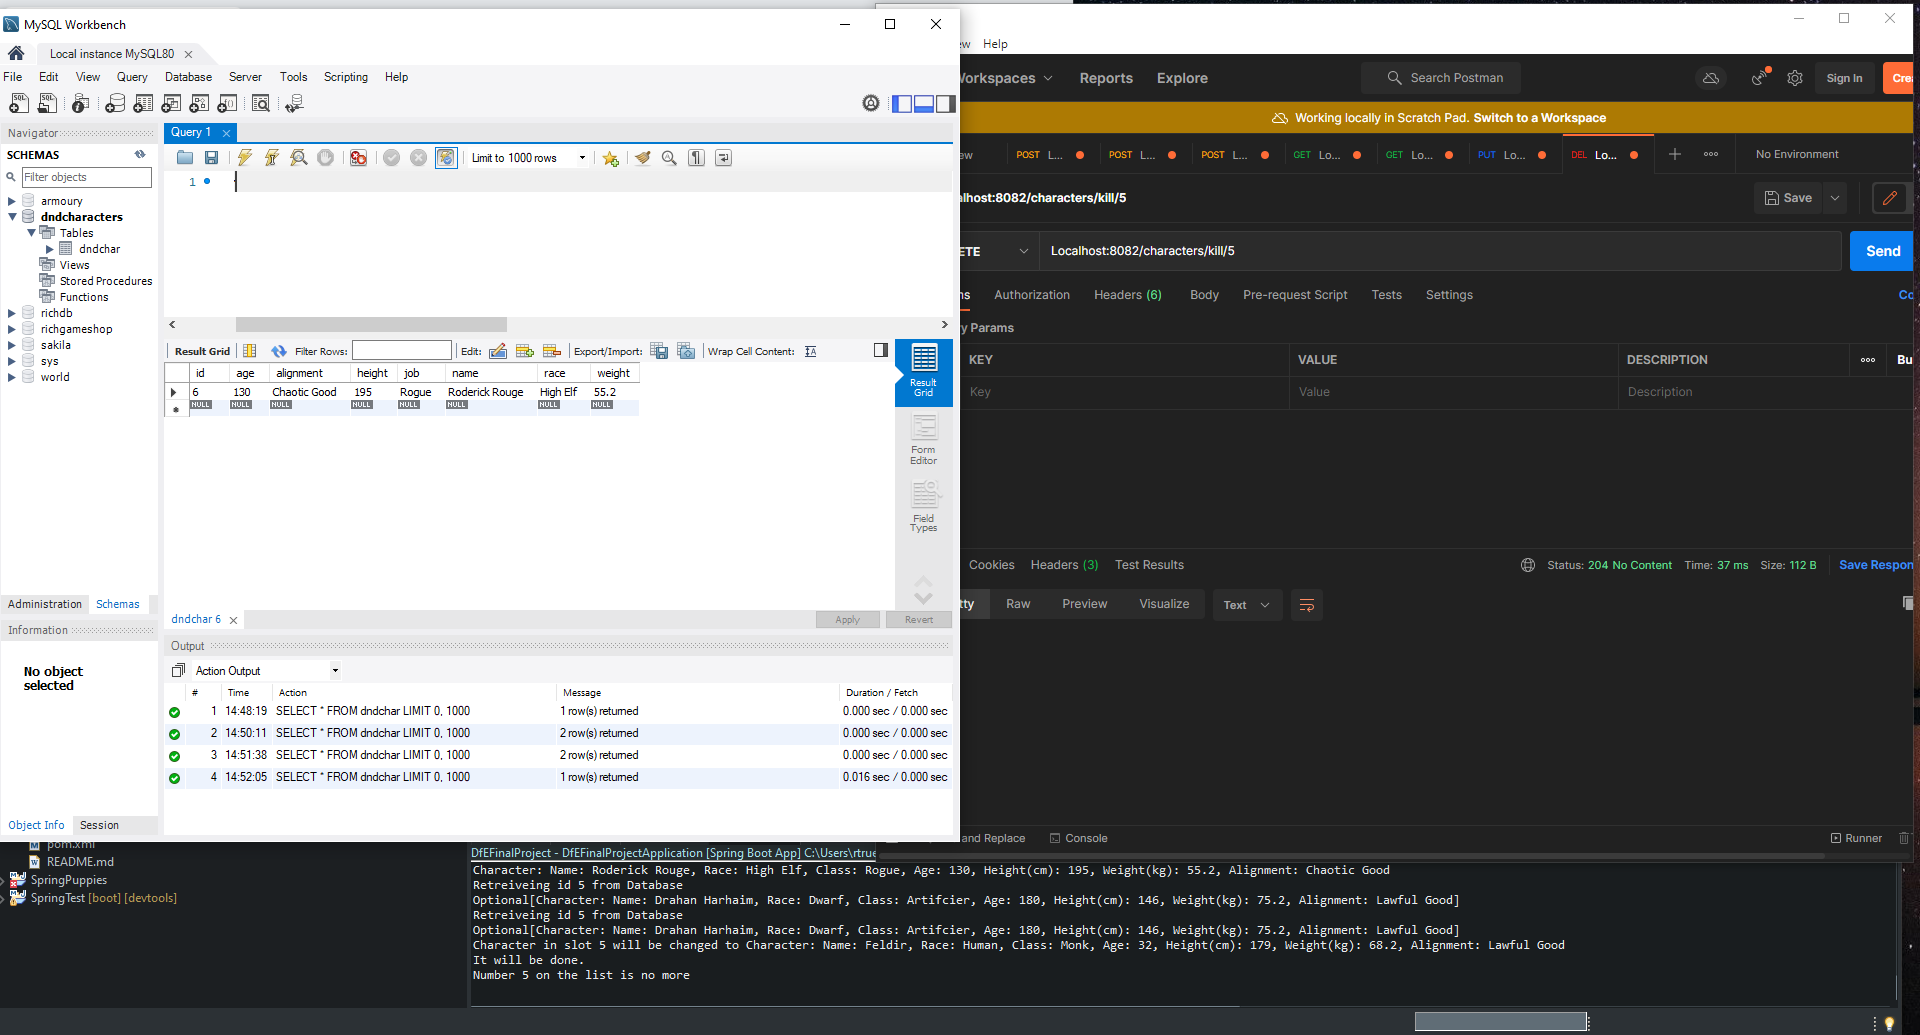 MySQL Workbench
Local instance MySQL80
File Edit View Query Database Server Tools Scripting Help
Navigator
SCHEMAS
Filter objects
armoury
dndcharacters
Tables
dndchar
Views
Stored Procedures
Functions
richdb
richgameshop
sakila
sys
world
Administration Schemas
Information
No object
selected
Object Info Session
Query 1
Limit to 1000 rows
1
Result Grid Filter Rows: Edit: Export/Import: Wrap Cell Content:
id age alignment height job name race weight
6 130 Chaotic Good 195 Rogue Roderick Rouge High Elf 55.2
NULL NULL NULL NULL NULL NULL NULL NULL
Result
Grid
Form
Editor
Field
Types
dndchar 6
Apply Revert
Output
Action Output
# Time Action Message Duration / Fetch
1 14:48:19 SELECT * FROM dndchar LIMIT 0, 1000 1 row(s) returned 0.000 sec / 0.000 sec
2 14:50:11 SELECT * FROM dndchar LIMIT 0, 1000 2 row(s) returned 0.000 sec / 0.000 sec
3 14:51:38 SELECT * FROM dndchar LIMIT 0, 1000 2 row(s) returned 0.000 sec / 0.000 sec
4 14:52:05 SELECT * FROM dndchar LIMIT 0, 1000 1 row(s) returned 0.016 sec / 0.000 sec
ew Help
Workspaces Reports Explore Search Postman Sign In Cre
Working locally in Scratch Pad. Switch to a Workspace
ew POST L... POST L... POST L... GET Lo... GET Lo... PUT Lo... DEL Lo... No Environment
alhost:8082/characters/kill/5 Save
ETE Localhost:8082/characters/kill/5 Send
ns Authorization Headers (6) Body Pre-request Script Tests Settings Co
y Params
KEY VALUE DESCRIPTION Bu
Key Value Description
Cookies Headers (3) Test Results Status: 204 No Content Time: 37 ms Size: 112 B Save Respon
tty Raw Preview Visualize Text
and Replace Console Runner
pom.xml
README.md
SpringPuppies
SpringTest [boot] [devtools]
DfEFinalProject - DfEFinalProjectApplication [Spring Boot App] C:\Users\rtrue
Character: Name: Roderick Rouge, Race: High Elf, Class: Rogue, Age: 130, Height(cm): 195, Weight(kg): 55.2, Alignment: Chaotic Good
Retreiveing id 5 from Database
Optional[Character: Name: Drahan Harhaim, Race: Dwarf, Class: Artifcier, Age: 180, Height(cm): 146, Weight(kg): 75.2, Alignment: Lawful Good]
Retreiveing id 5 from Database
Optional[Character: Name: Drahan Harhaim, Race: Dwarf, Class: Artifcier, Age: 180, Height(cm): 146, Weight(kg): 75.2, Alignment: Lawful Good]
Character in slot 5 will be changed to Character: Name: Feldir, Race: Human, Class: Monk, Age: 32, Height(cm): 179, Weight(kg): 68.2, Alignment: Lawful Good
It will be done.
Number 5 on the list is no more